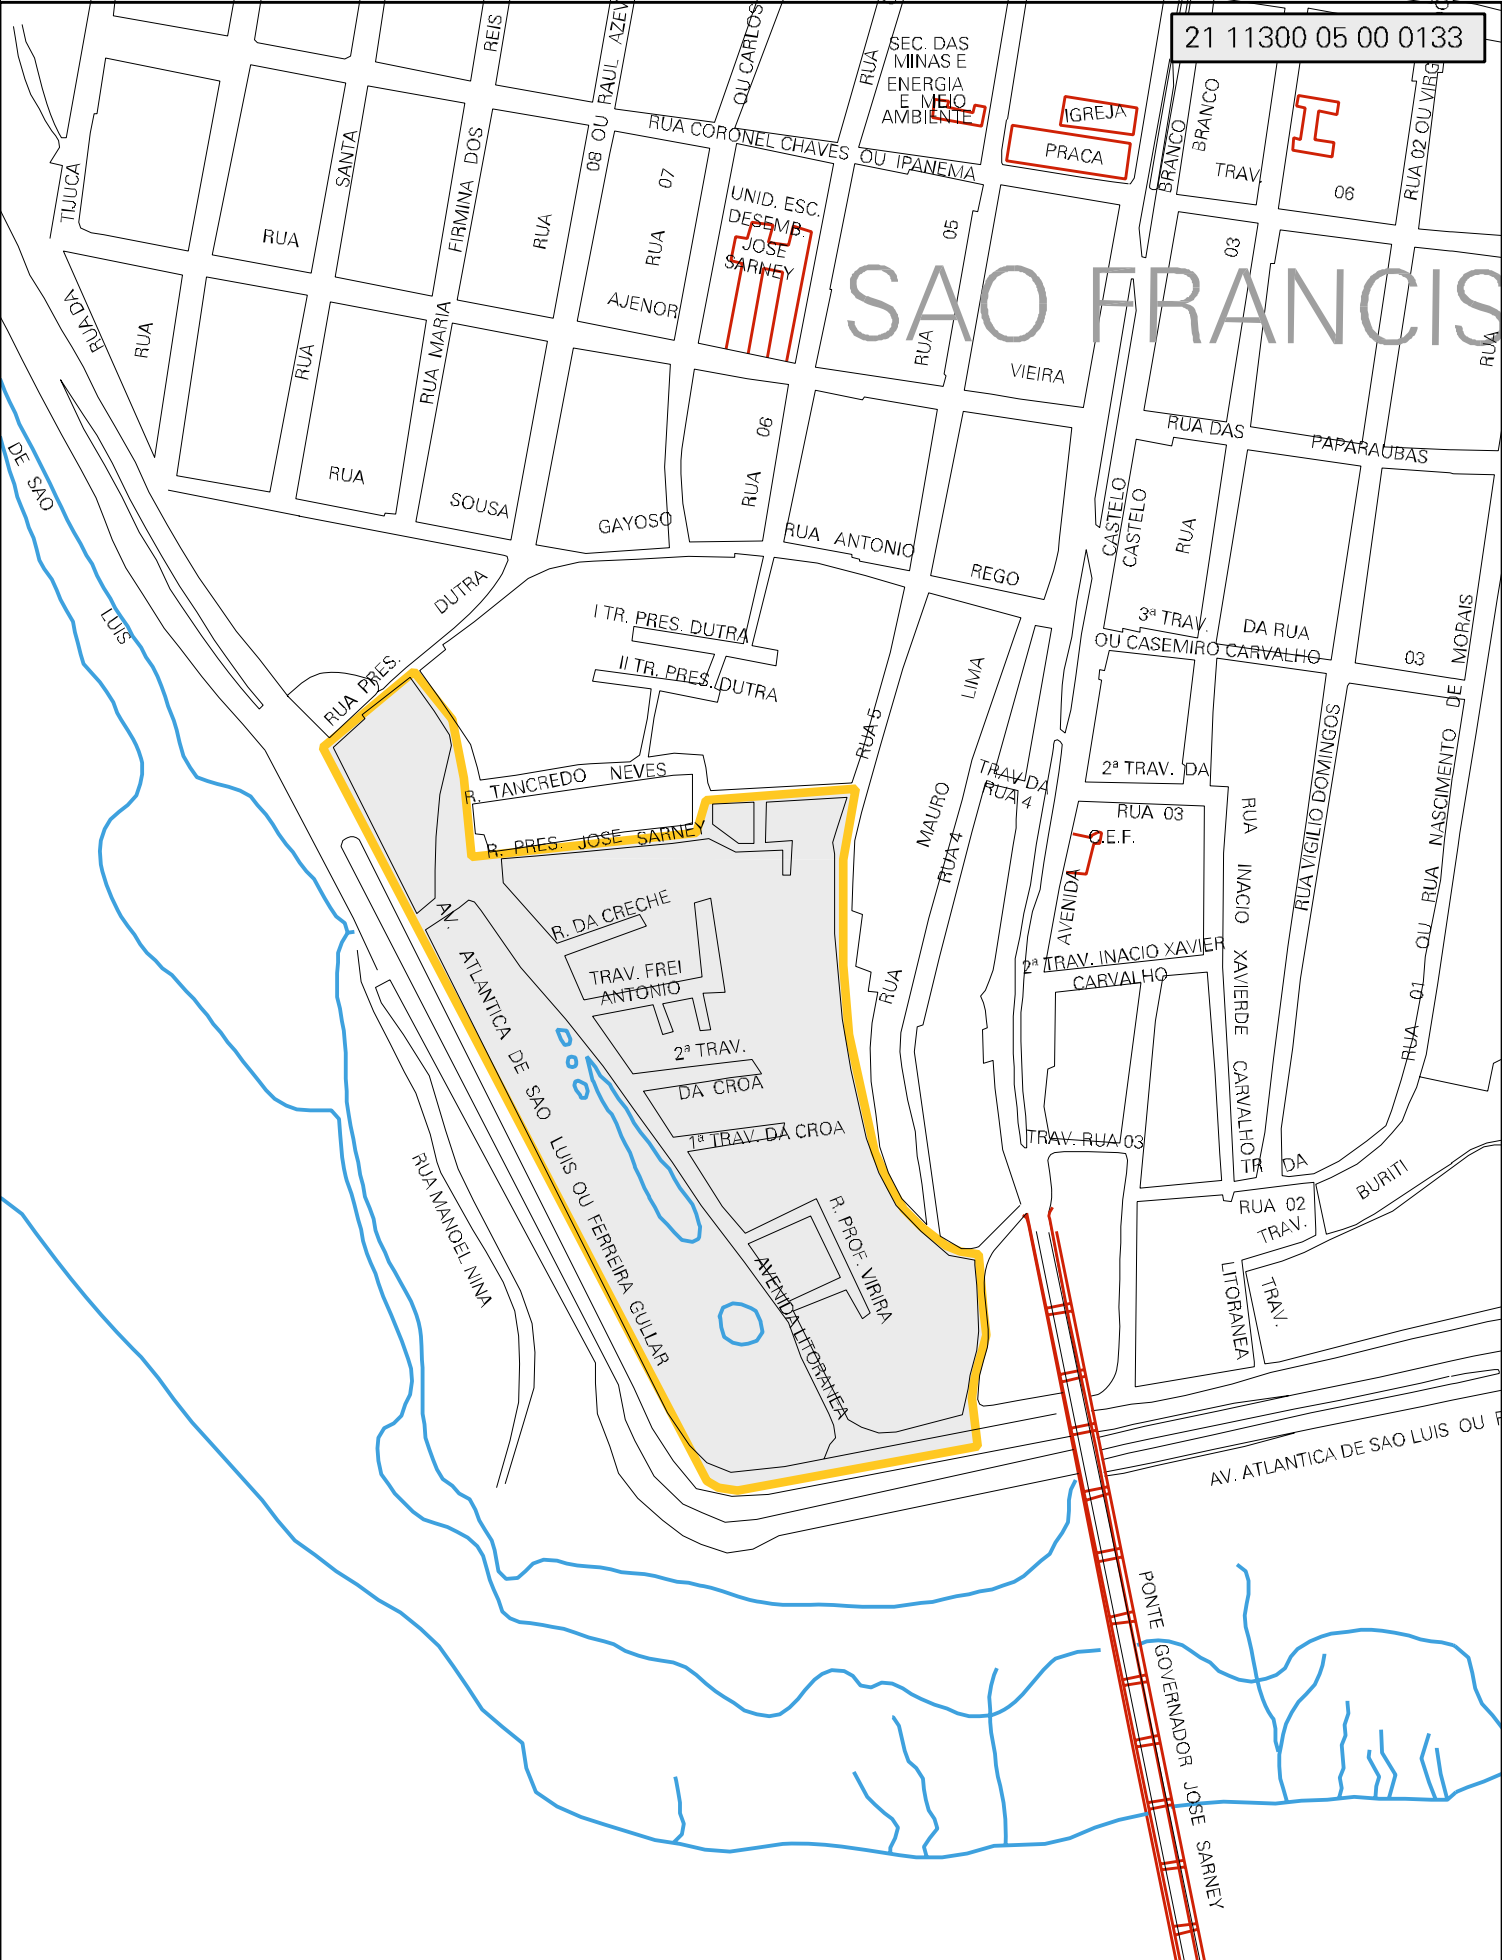 21 11300 05 00 0133
REIS
08 OU RAUL AZEV
OU CARLOS
RUA
SEC. DAS
MINAS E
ENERGIA
E MEIO
AMBIENTE
IGREJA
PRACA
BRANCO
BRANCO
TRAV.
06
RUA 02 OU VIRG
RUA CORONEL CHAVES OU IPANEMA
TIJUCA
SANTA
FIRMINA DOS
07
UNID. ESC.
DESEMB.
JOSE
SARNEY
05
03
RUA
RUA
RUA
AJENOR
SAO FRANCIS
RUA DA
RUA
RUA
RUA MARIA
RUA
VIEIRA
RUA
RUA DAS
PAPARAUBAS
06
RUA
DE SAO
LUIS
RUA
SOUSA
GAYOSO
RUA ANTONIO
REGO
CASTELO
CASTELO
RUA
DUTRA
RUA PRES.
I TR. PRES. DUTRA
II TR. PRES. DUTRA
3ª TRAV.
DA RUA
OU CASEMIRO CARVALHO
03
RUA 01 OU RUA NASCIMENTO DE MORAIS
LIMA
MAURO
RUA
RUA 5
RUA 4
TRAV DA
RUA 4
2ª TRAV. DA
RUA 03
C.E.F.
AVENIDA
RUA VIGILIO DOMINGOS
RUA INACIO XAVIERDE CARVALHO
R. TANCREDO NEVES
R. PRES. JOSE SARNEY
R. DA CRECHE
TRAV. FREI
ANTONIO
2ª TRAV.
DA CROA
1ª TRAV. DA CROA
2ª TRAV. INACIO XAVIER
CARVALHO
AV. ATLANTICA DE SAO LUIS OU FERREIRA GULLAR
RUA MANOEL NINA
R. PROF. VIRIRA
AVENIDA LITORANEA
TRAV. RUA 03
TR DA
RUA 02
TRAV.
BURITI
LITORANEA
TRAV.
AV. ATLANTICA DE SAO LUIS OU F
PONTE GOVERNADOR JOSE SARNEY